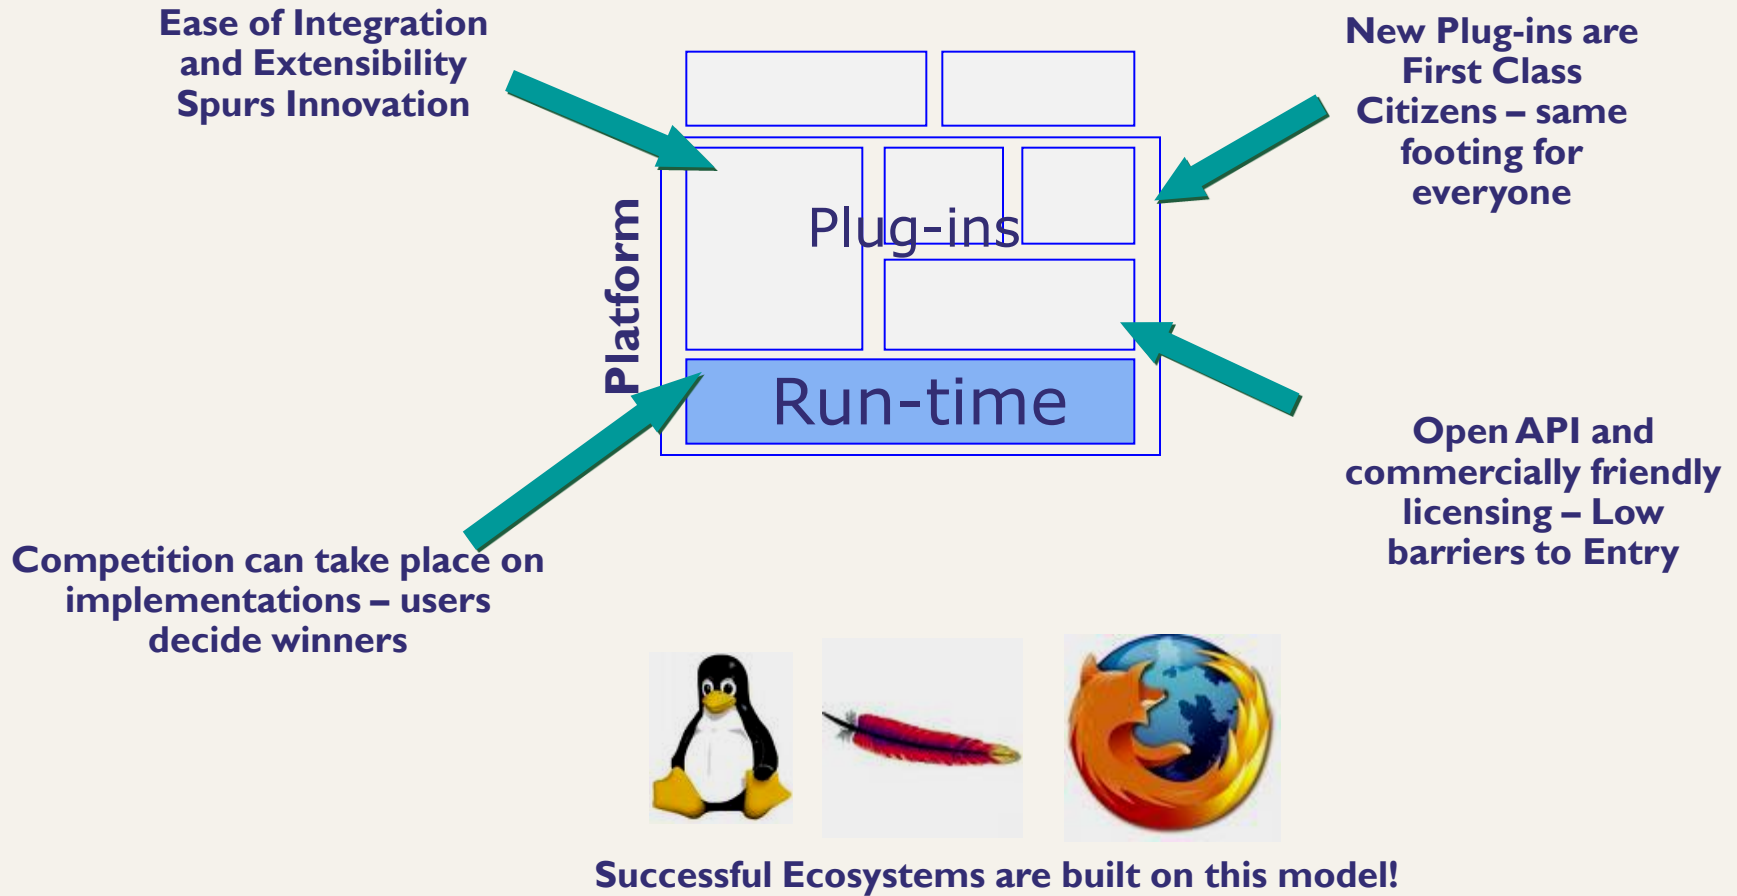 Ease of Integration
and Extensibility
Spurs Innovation
New Plug-ins are
First Class
Citizens – same
footing for
everyone
Platform
Plug-ins
Run-time
Open API and
commercially friendly
licensing – Low
barriers to Entry
Competition can take place on
implementations – users
decide winners
Successful Ecosystems are built on this model!